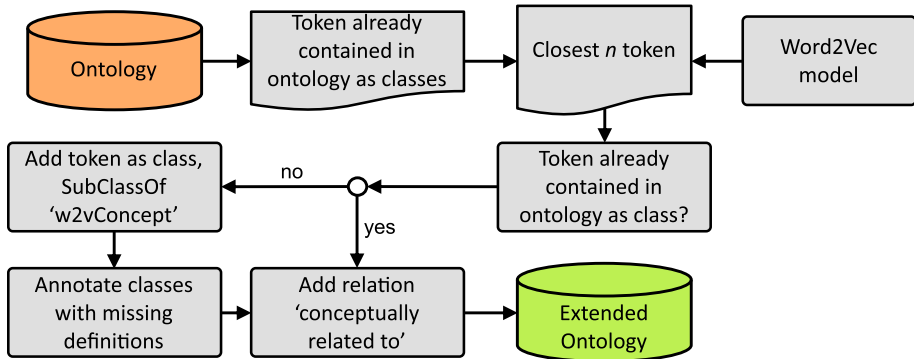 Ontology
Token already
contained in
ontology as classes
Closest n token
Word2Vec
model
Add token as class,
SubClassOf
‘w2vConcept’
no
yes
Token already
contained in
ontology as class?
Annotate classes
with missing
definitions
Add relation
‘conceptually
related to’
Extended
Ontology